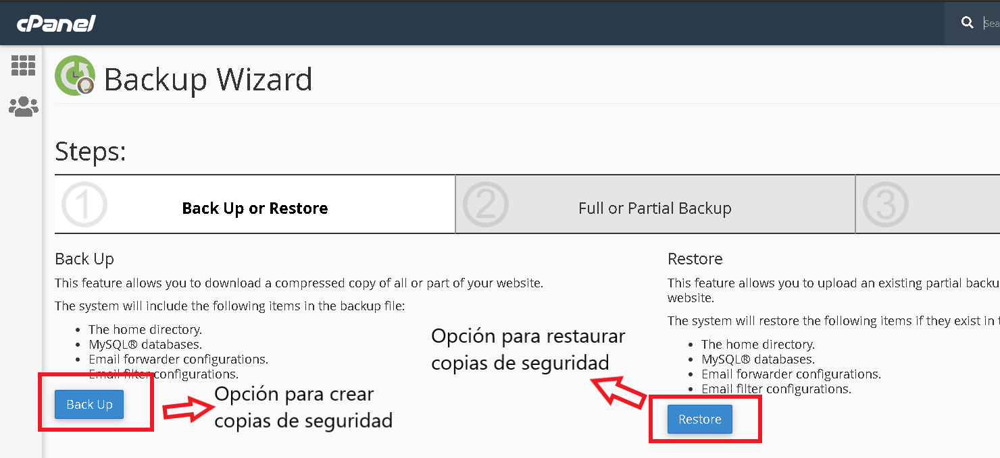 cPanel
Sea
Backup Wizard
Steps:
1
Back Up or Restore
2
Full or Partial Backup
3
Back Up
This feature allows you to download a compressed copy of all or part of your website.
The system will include the following items in the backup file:
The home directory.
MySQL® databases.
Email forwarder configurations.
Email filter configurations.
Back Up
Opción para crear
copias de seguridad
Restore
This feature allows you to upload an existing partial backu
website.
The system will restore the following items if they exist in
The home directory.
MySQL® databases.
Email forwarder configurations.
Email filter configurations.
Opción para restaurar
copias de seguridad
Restore